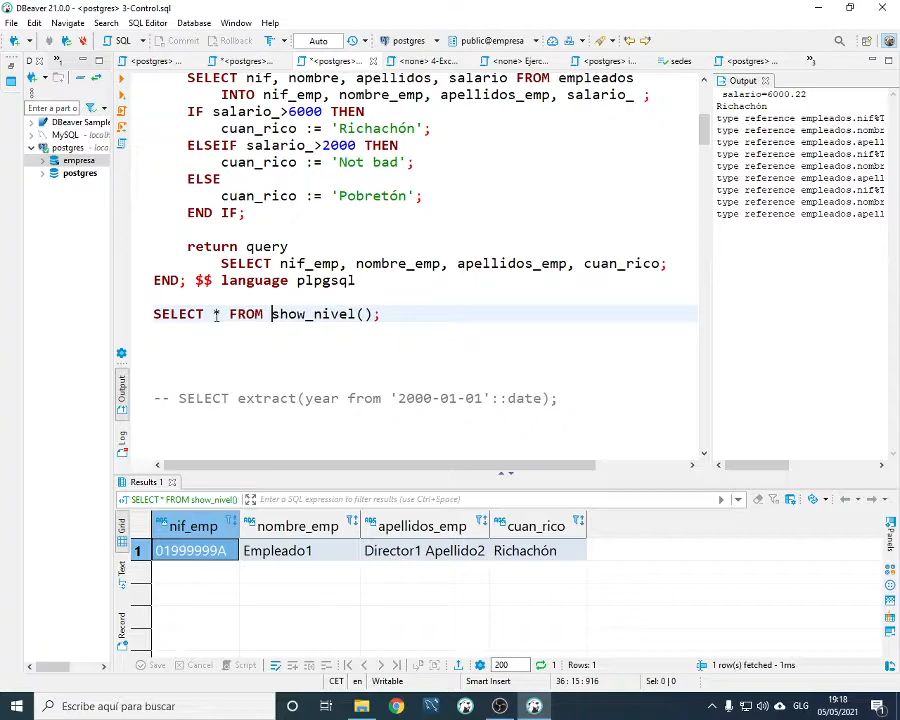 DBeaver 21.0.0 - <postgres> 3-Control.sql
File Edit Navigate Search SQL Editor Database Window Help
SQL Commit Rollback T Auto postgres public@empresa
D <postgres> ... *<postgres>... *<postgres>... <none> 4-Exc... <none> Ejerc... <postgres> i... sedes <postgres> ... Output
Enter a part o
DBeaver Sample
MySQL - localh
postgres - loca
empresa
postgres
SELECT nif, nombre, apellidos, salario FROM empleados
INTO nif_emp, nombre_emp, apellidos_emp, salario_ ;
IF salario_>6000 THEN
cuan_rico := 'Richachón';
ELSEIF salario_>2000 THEN
cuan_rico := 'Not bad';
ELSE
cuan_rico := 'Pobretón';
END IF;
return query
SELECT nif_emp, nombre_emp, apellidos_emp, cuan_rico;
END; $$ language plpgsql
SELECT * FROM show_nivel();
-- SELECT extract(year from '2000-01-01'::date);
salario=6000.22
Richachón
type reference empleados.nif%T
type reference empleados.nombr
type reference empleados.apell
type reference empleados.nif%T
type reference empleados.nombr
type reference empleados.apell
type reference empleados.nif%T
type reference empleados.nombr
type reference empleados.apell
Output
Log
Results 1
SELECT * FROM show_nivel() Enter a SQL expression to filter results (use Ctrl+Space)
Grid
Text
Record
Panels
nif_emp nombre_emp apellidos_emp cuan_rico
1 01999999A Empleado1 Director1 Apellido2 Richachón
Save Cancel Script 200 1 Rows: 1 1 row(s) fetched - 1ms
CET en Writable Smart Insert 36 : 15 : 916 Sel: 0 | 0
Escribe aquí para buscar
GLG 19:18
05/05/2021
1